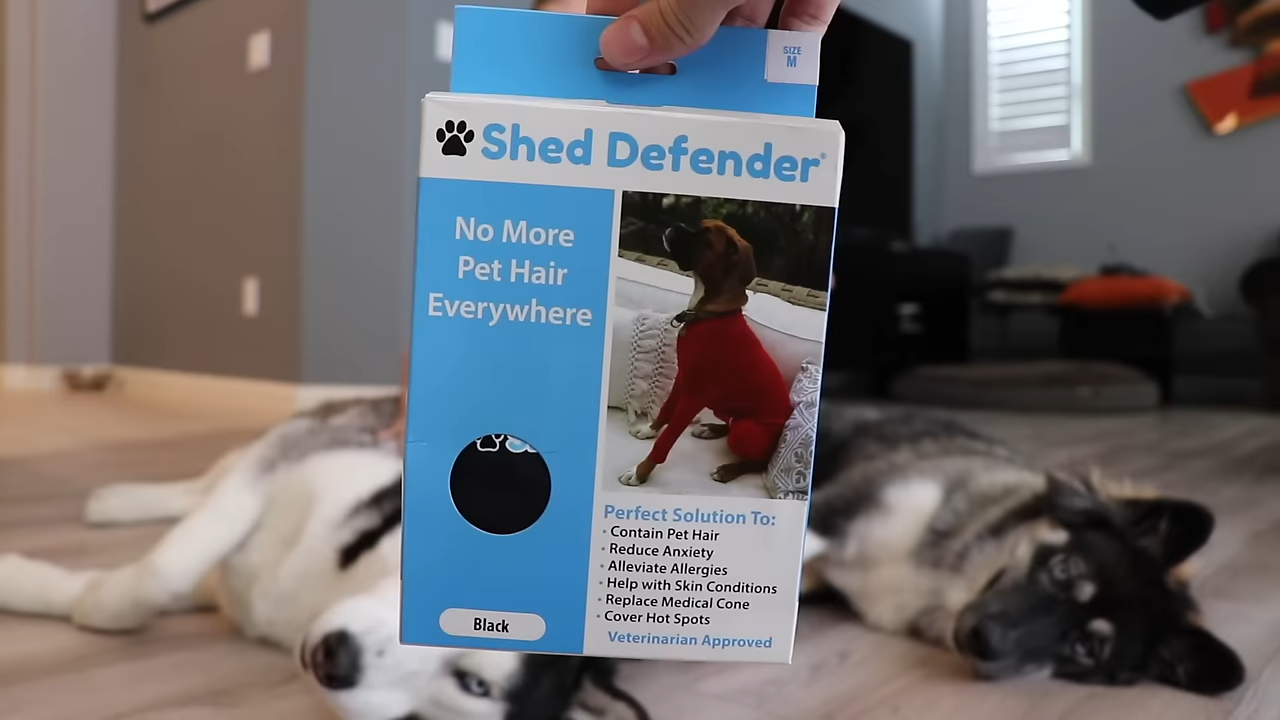 SIZE
M
Shed Defender®
No More
Pet Hair
Everywhere
Perfect Solution To:
• Contain Pet Hair
• Reduce Anxiety
• Alleviate Allergies
• Help with Skin Conditions
• Replace Medical Cone
• Cover Hot Spots
Veterinarian Approved
Black